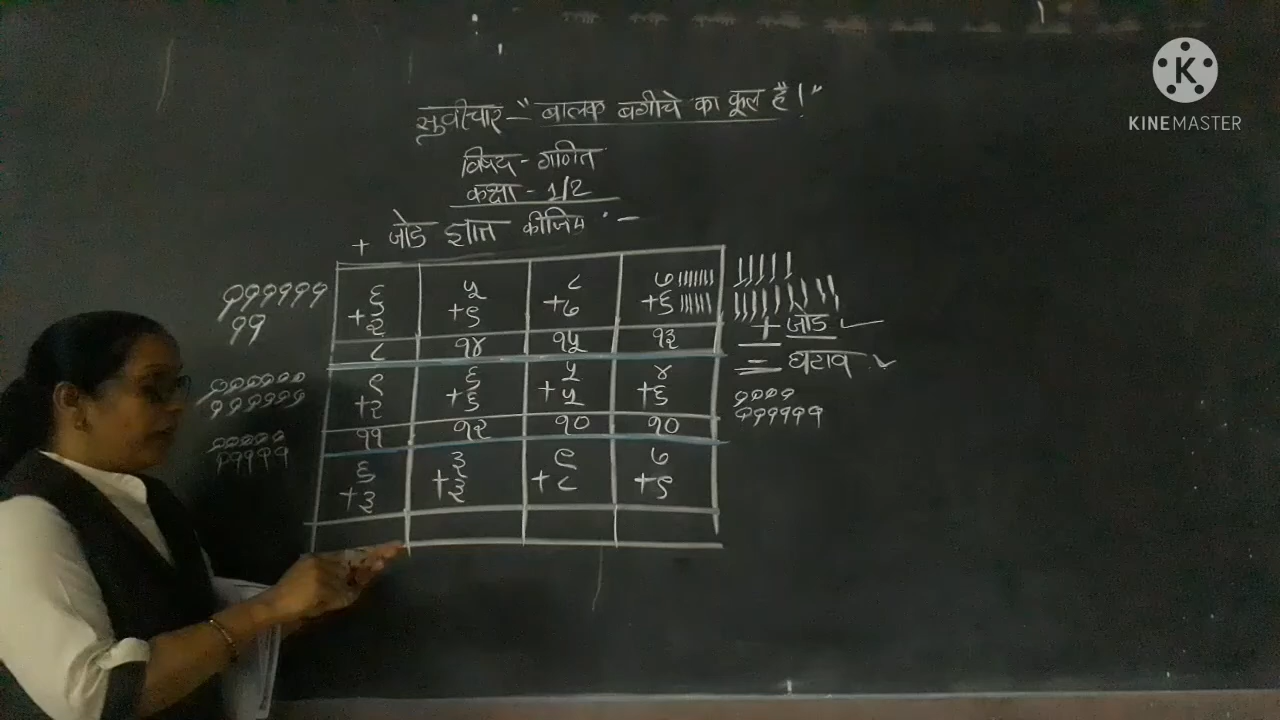 सुवीचार - " बालक बगीचे का फूल है। "
विषय - गणित
कक्षा - 1/2
+ जोड ज्ञात कीजिए :-
६ ५ ८ ७
+२ +९ +७ +६
८ १४ १५ १३
९ ६ ५ ४
+२ +६ +५ +६
११ १२ १० १०
६ ३ ९ ७
+३ +३ +८ +९
+ जोड ✓
= घटाव ✓
KINEMASTER